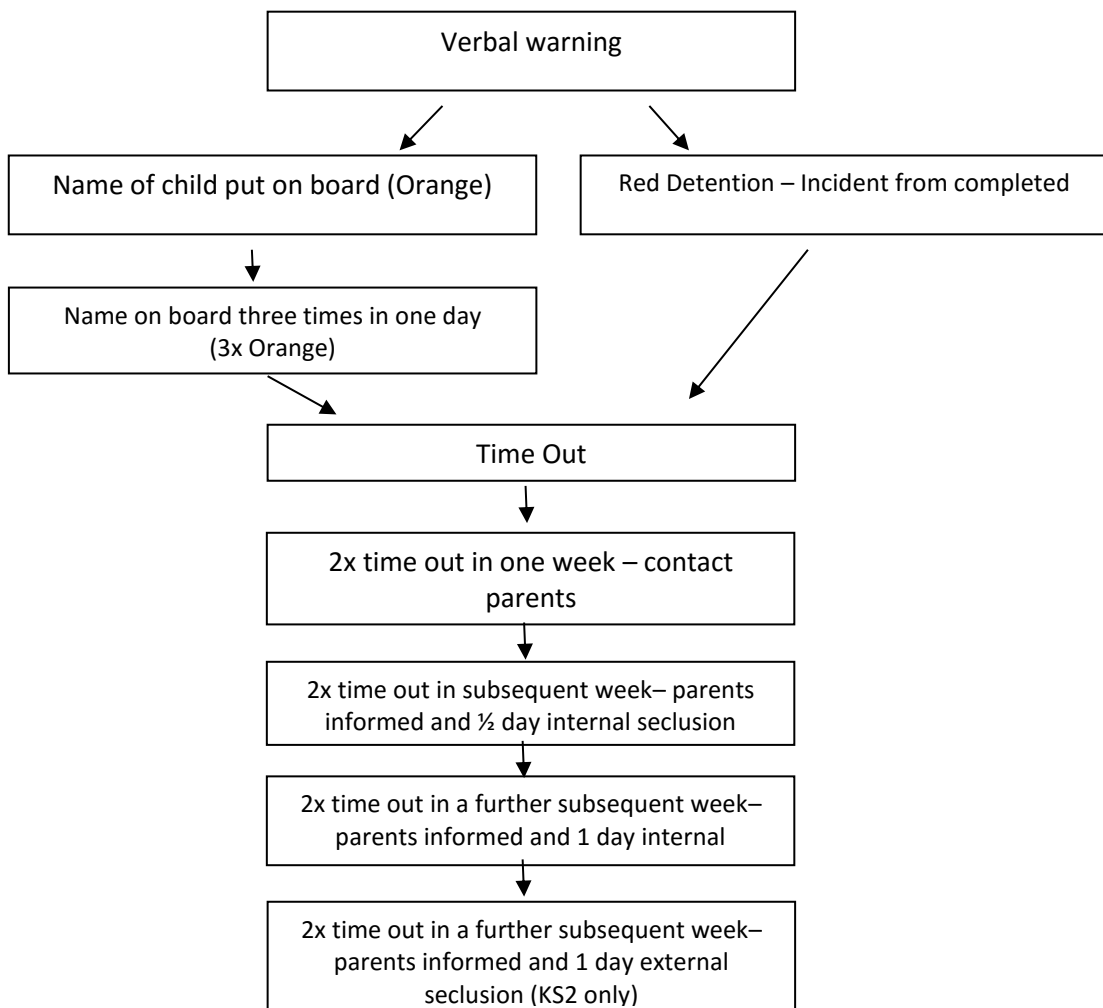 Verbal warning
Name of child put on board (Orange)
Red Detention – Incident from completed
Name on board three times in one day
(3x Orange)
Time Out
2x time out in one week – contact
parents
2x time out in subsequent week– parents
informed and ½ day internal seclusion
2x time out in a further subsequent week–
parents informed and 1 day internal
2x time out in a further subsequent week–
parents informed and 1 day external
seclusion (KS2 only)